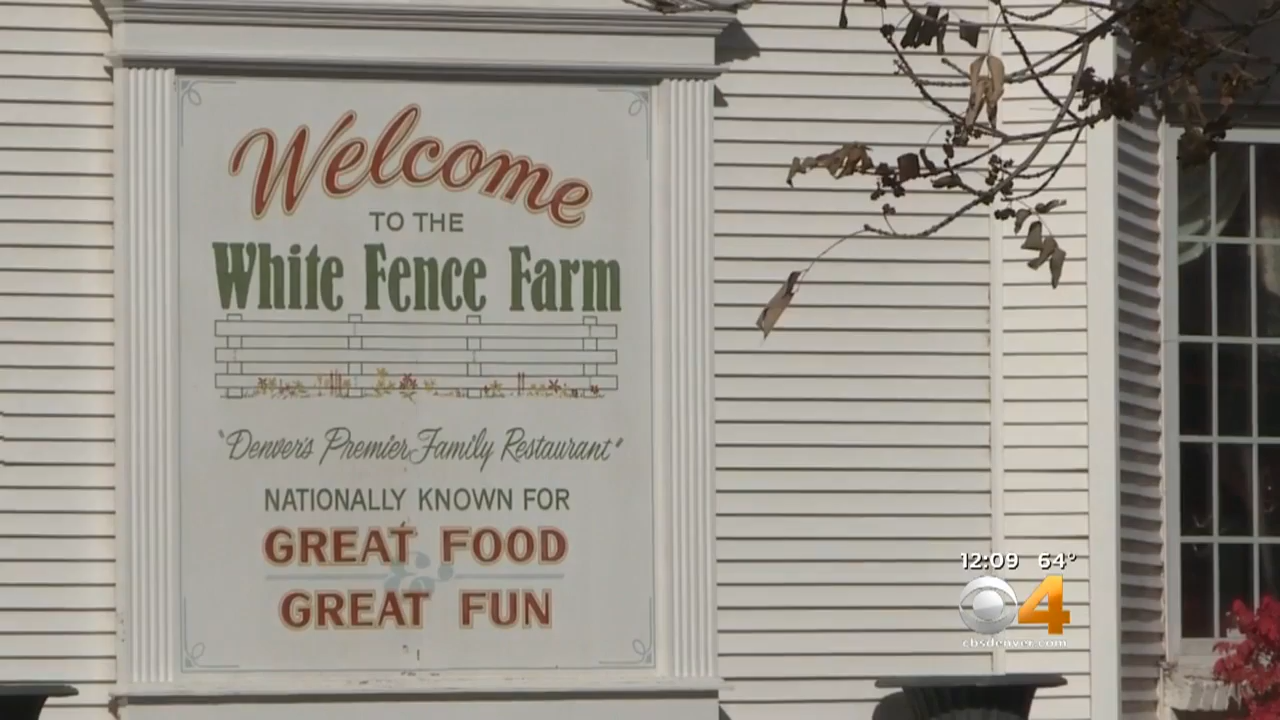 Welcome
TO THE
White Fence Farm
"Denver's Premier Family Restaurant"
NATIONALLY KNOWN FOR
GREAT FOOD
&
GREAT FUN
12:09 64°
4
cbsdenver.com